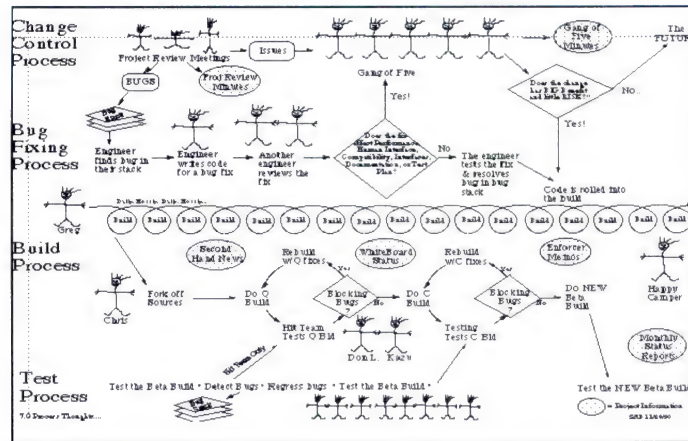 Change
Control
Process
Project Review Meetings
Issues
Proj Review
Minutes
Gang of
Five
Minutes
The
FUTURE
BUGS
Gang of Five
Does the change
has BIG Benefit
and little RISK?
No...
Yes!
Yes!
Bug
Fixing
Process
Engineer
finds bug in
their stack
Engineer
writes code
for a bug fix
Another
engineer
reviews the
fix
Does the fix
effect Performance,
Human Interface,
Compatibility, Interfaces,
Documentation, or Test
Plan?
No
The engineer
tests the fix
& resolves
bug in bug
stack
Code is rolled into
the build
Greg
Build Build Build Build Build Build Build Build Build Build Build Build Build Build Build Build
Build
Process
Second
Hand News
Rebuild
w/Q fixes
WhiteBoard
Status
Rebuild
w/C fixes
Enforcer
Memos
Happy
Camper
Chris
Fork off
Sources
Do Q
Build
Yes
Blocking
Bugs
?
No
Do C
Build
Yes
Blocking
Bugs
?
No
Do NEW
Beta
Build
Hit Team
Tests Q Bld
Don L. Kazu
Testing
Tests C Bld
Monthly
Status
Reports
Hit Team Only
Test
Process
Test the Beta Build • Detect Bugs • Regress Bugs • Test the Beta Build •
Test the NEW Beta Build
7.0 Process Thoughts....
= Project Information